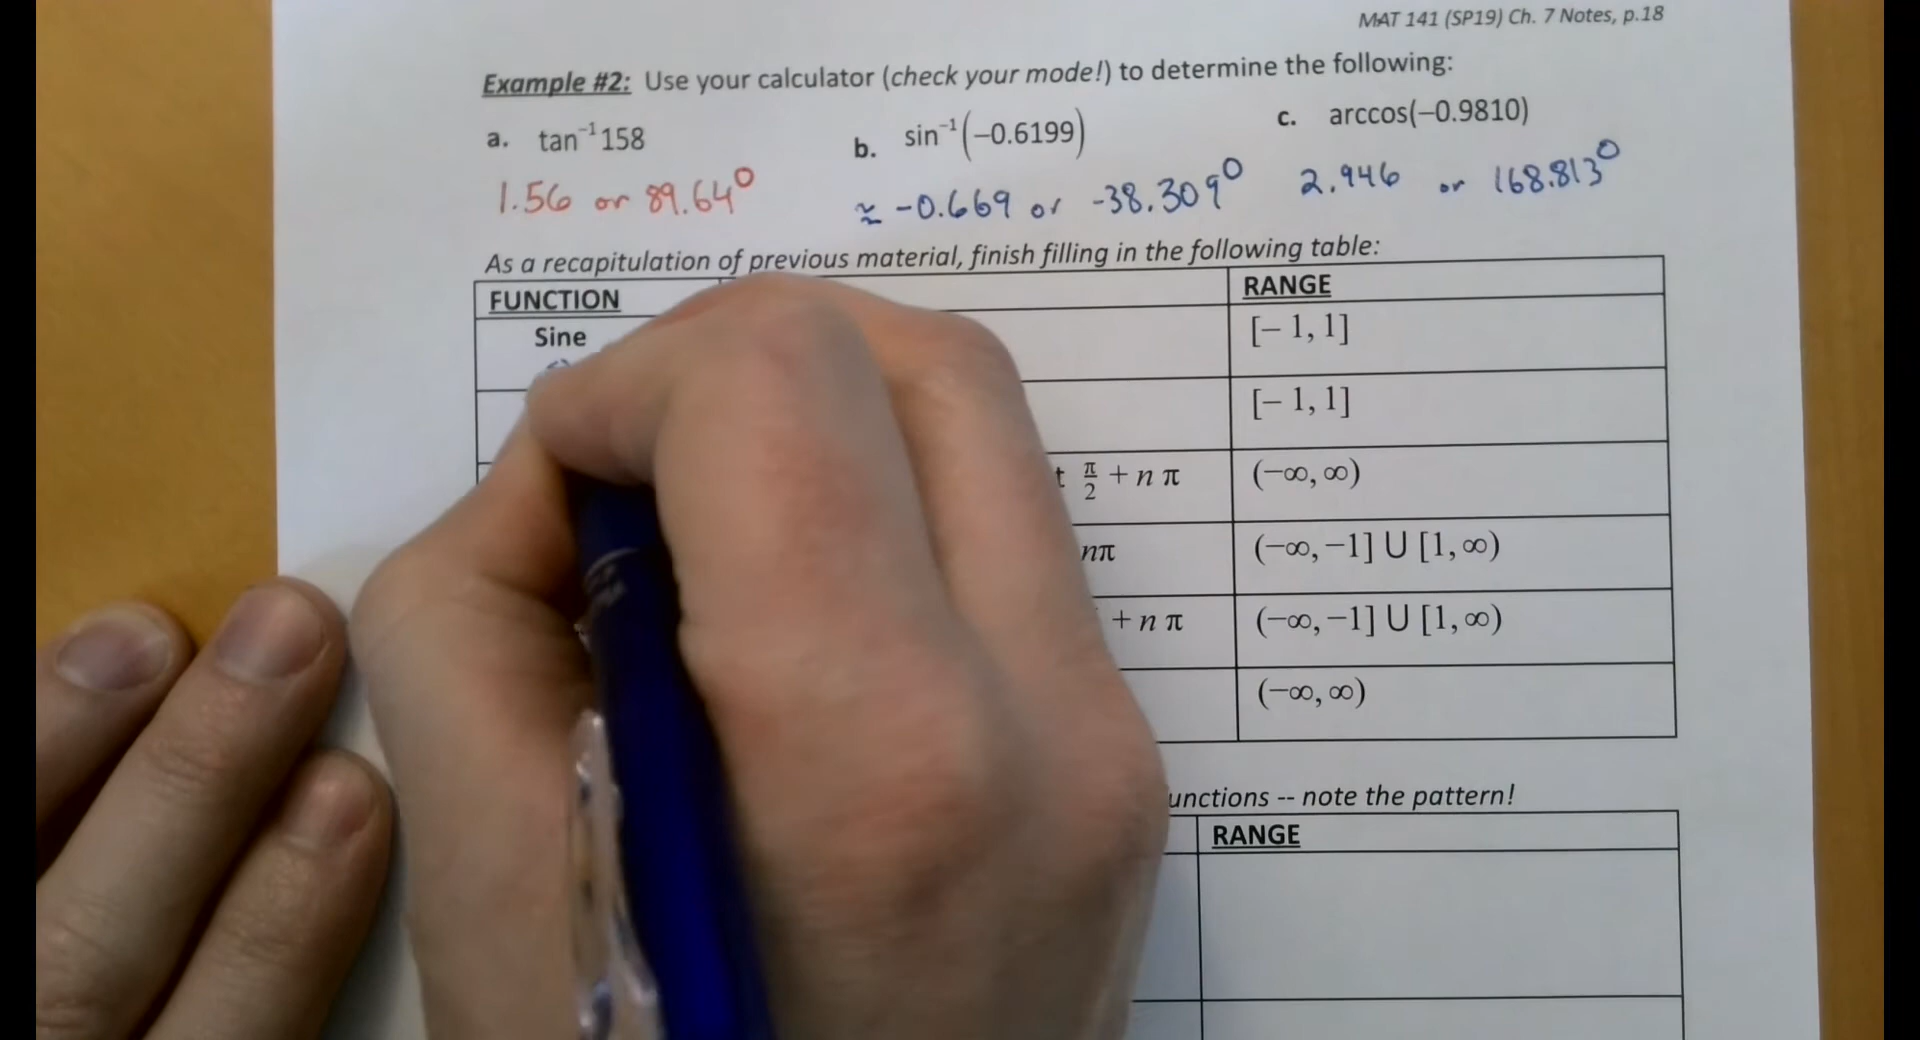 MAT 141 (SP19) Ch. 7 Notes, p.18
Example #2: Use your calculator (check your mode!) to determine the following:
a. tan⁻¹158
b. sin⁻¹(−0.6199)
c. arccos(−0.9810)
1.56 or 89.64°
≈ -0.669 or -38.309°
2.946 or 168.813°
As a recapitulation of previous material, finish filling in the following table:
FUNCTION
RANGE
Sine
[− 1, 1]
[− 1, 1]
π/2 + n π
(−∞, ∞)
nπ
(−∞, −1] ∪ [1, ∞)
+ n π
(−∞, −1] ∪ [1, ∞)
(−∞, ∞)
-- note the pattern!
RANGE